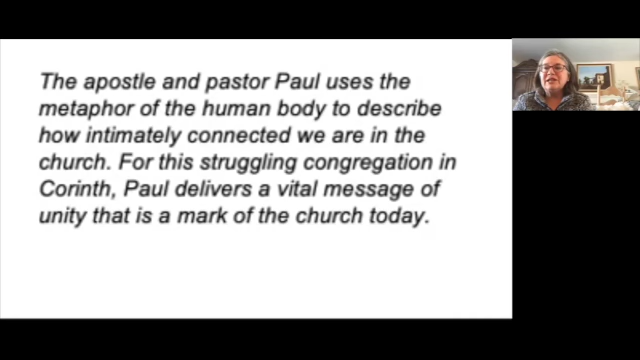 The apostle and pastor Paul uses the
metaphor of the human body to describe
how intimately connected we are in the
church. For this struggling congregation in
Corinth, Paul delivers a vital message of
unity that is a mark of the church today.